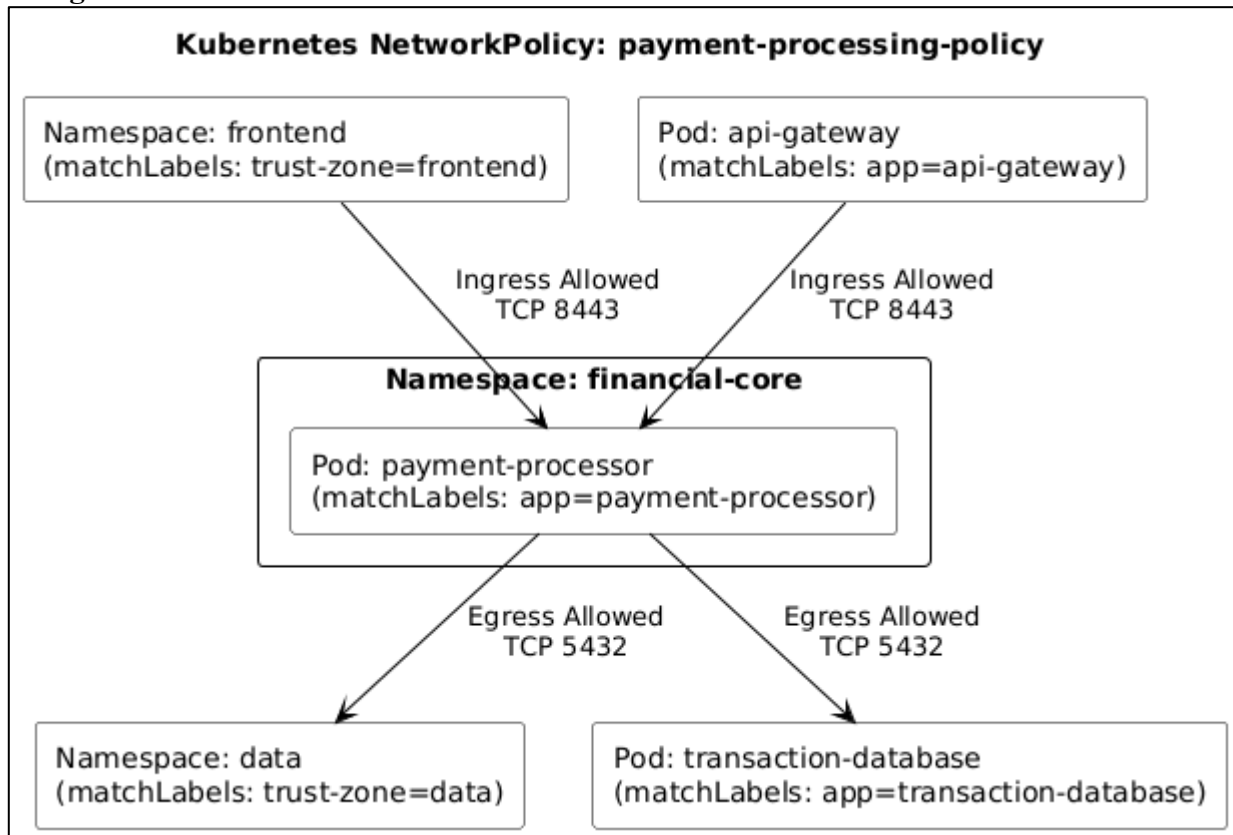 Kubernetes NetworkPolicy: payment-processing-policy
Namespace: frontend
(matchLabels: trust-zone=frontend)
Pod: api-gateway
(matchLabels: app=api-gateway)
Ingress Allowed
TCP 8443
Ingress Allowed
TCP 8443
Namespace: financial-core
Pod: payment-processor
(matchLabels: app=payment-processor)
Egress Allowed
TCP 5432
Egress Allowed
TCP 5432
Namespace: data
(matchLabels: trust-zone=data)
Pod: transaction-database
(matchLabels: app=transaction-database)